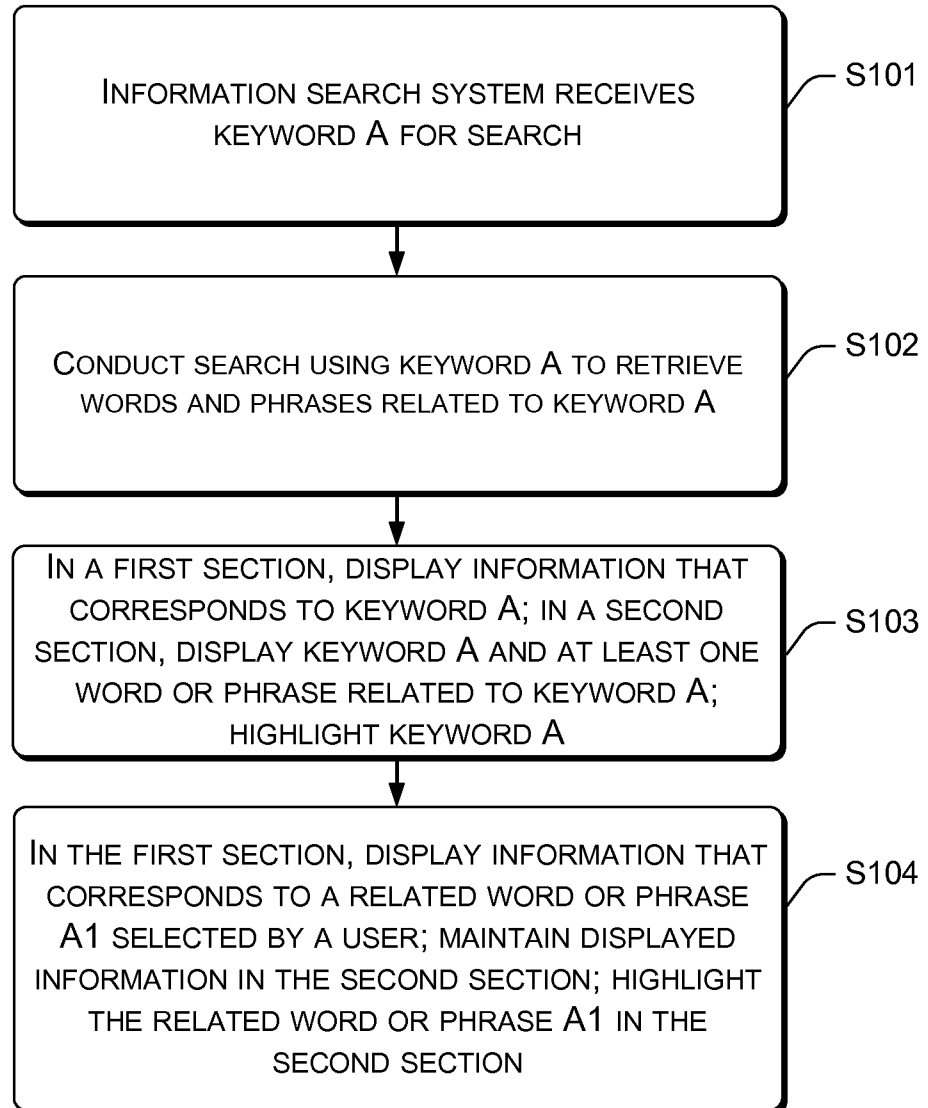 INFORMATION SEARCH SYSTEM RECEIVES
KEYWORD A FOR SEARCH
S101
CONDUCT SEARCH USING KEYWORD A TO RETRIEVE
WORDS AND PHRASES RELATED TO KEYWORD A
S102
IN A FIRST SECTION, DISPLAY INFORMATION THAT
CORRESPONDS TO KEYWORD A; IN A SECOND
SECTION, DISPLAY KEYWORD A AND AT LEAST ONE
WORD OR PHRASE RELATED TO KEYWORD A;
HIGHLIGHT KEYWORD A
S103
IN THE FIRST SECTION, DISPLAY INFORMATION THAT
CORRESPONDS TO A RELATED WORD OR PHRASE
A1 SELECTED BY A USER; MAINTAIN DISPLAYED
INFORMATION IN THE SECOND SECTION; HIGHLIGHT
THE RELATED WORD OR PHRASE A1 IN THE
SECOND SECTION
S104